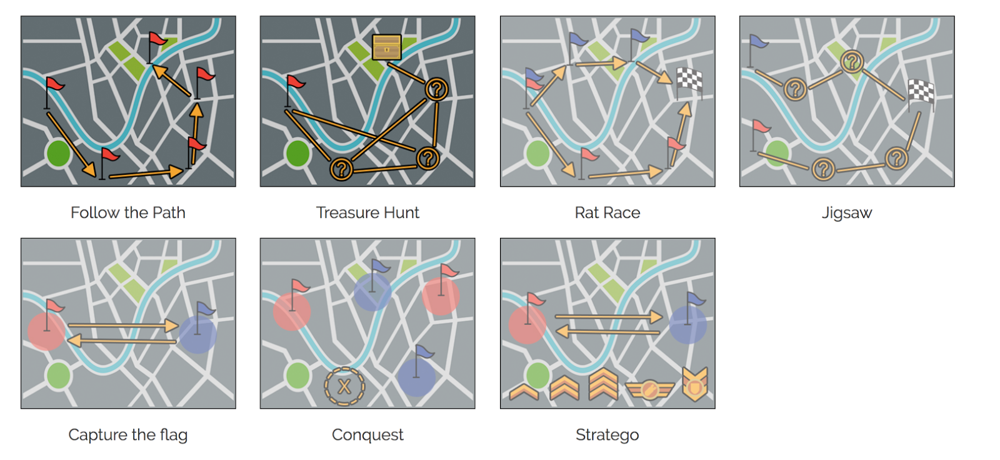 ?
?
?
?
?
?
?
Follow the Path
Treasure Hunt
Rat Race
Jigsaw
X
Capture the flag
Conquest
Stratego